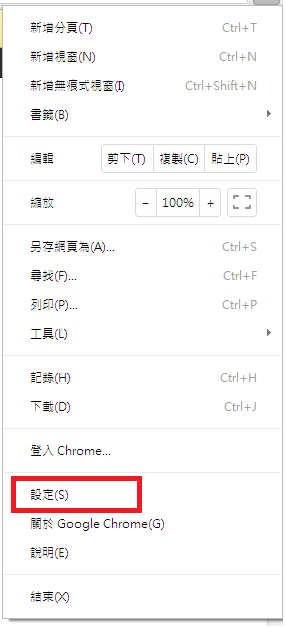 新增分頁(T) Ctrl+T
新增視窗(N) Ctrl+N
新增無痕式視窗(I) Ctrl+Shift+N
書籤(B)
編輯 剪下(T) 複製(C) 貼上(P)
縮放 − 100% +
另存網頁為(A)... Ctrl+S
尋找(F)... Ctrl+F
列印(P)... Ctrl+P
工具(L)
記錄(H) Ctrl+H
下載(D) Ctrl+J
登入 Chrome...
設定(S)
關於 Google Chrome(G)
說明(E)
結束(X)